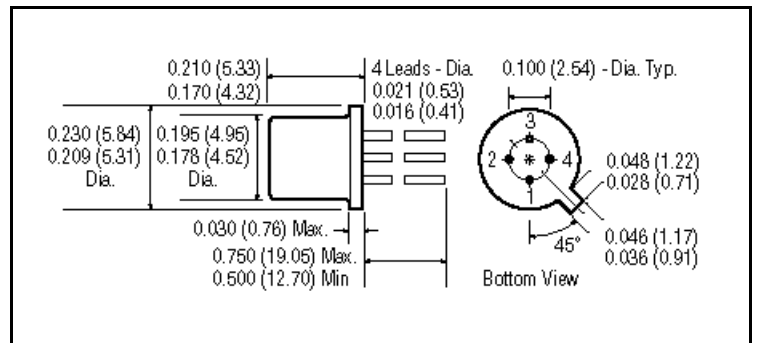 0.210 (5.33)
0.170 (4.32)
4 Leads - Dia.
0.021 (0.53)
0.016 (0.41)
0.100 (2.54) - Dia. Typ.
0.230 (5.84)
0.209 (5.31)
Dia.
0.195 (4.95)
0.178 (4.52)
Dia.
3
2
4
1
0.048 (1.22)
0.028 (0.71)
0.030 (0.76) Max.
0.750 (19.05) Max.
0.500 (12.70) Min
45°
0.046 (1.17)
0.036 (0.91)
Bottom View